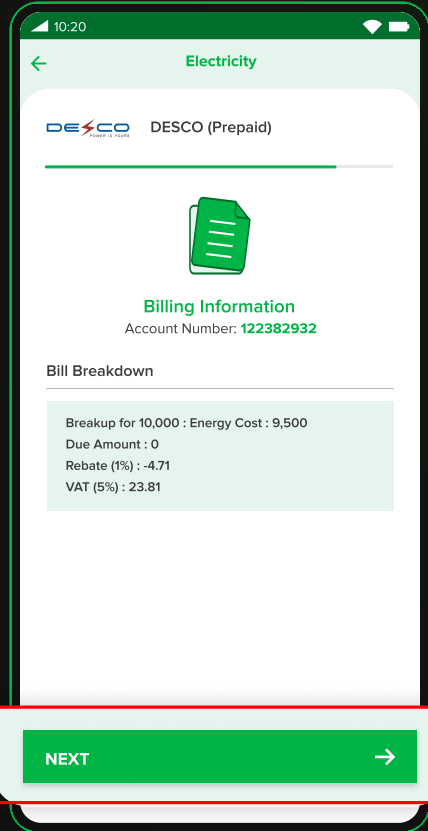 10:20
Electricity
DESCO
POWER IS YOURS
DESCO (Prepaid)
Billing Information
Account Number: 122382932
Bill Breakdown
Breakup for 10,000 : Energy Cost : 9,500
Due Amount : 0
Rebate (1%) : -4.71
VAT (5%) : 23.81
NEXT